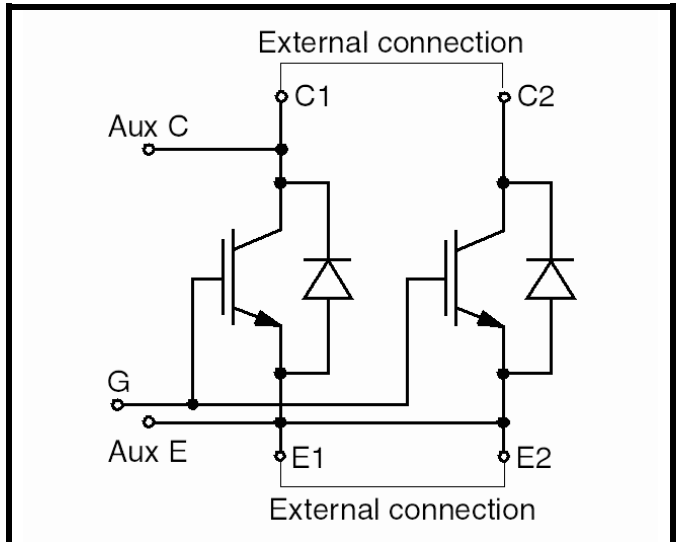 External connection
C1
C2
Aux C
G
Aux E
E1
E2
External connection